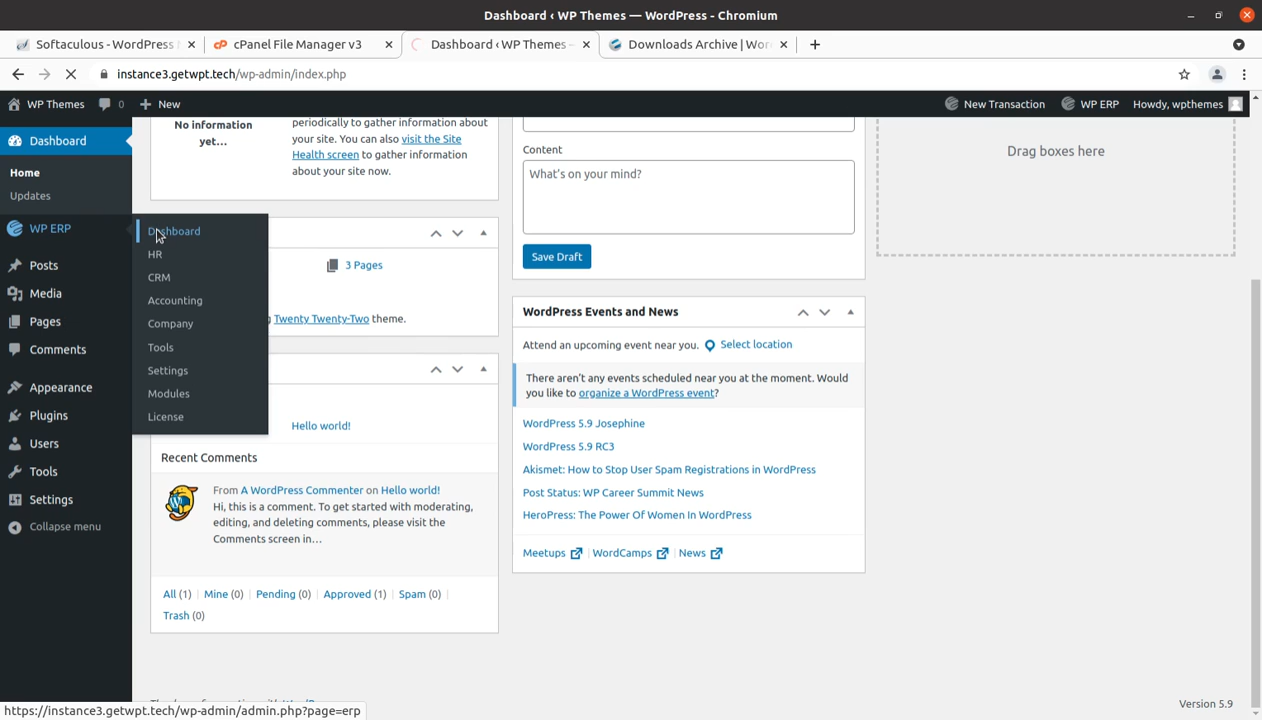 Dashboard ‹ WP Themes — WordPress - Chromium
Softaculous - WordPress
cPanel File Manager v3
Dashboard ‹ WP Themes
Downloads Archive | Wor
instance3.getwpt.tech/wp-admin/index.php
WP Themes 0 New
New Transaction WP ERP Howdy, wpthemes
Dashboard
Home
Updates
WP ERP
Posts
Media
Pages
Comments
Appearance
Plugins
Users
Tools
Settings
Collapse menu
Dashboard
HR
CRM
Accounting
Company
Tools
Settings
Modules
License
No information
yet...
periodically to gather information about
your site. You can also visit the Site
Health screen to gather information
about your site now.
3 Pages
Twenty Twenty-Two theme.
Hello world!
Recent Comments
From A WordPress Commenter on Hello world!
Hi, this is a comment. To get started with moderating,
editing, and deleting comments, please visit the
Comments screen in…
All (1) | Mine (0) | Pending (0) | Approved (1) | Spam (0) |
Trash (0)
Content
What's on your mind?
Save Draft
WordPress Events and News
Attend an upcoming event near you. Select location
There aren't any events scheduled near you at the moment. Would
you like to organize a WordPress event?
WordPress 5.9 Josephine
WordPress 5.9 RC3
Akismet: How to Stop User Spam Registrations in WordPress
Post Status: WP Career Summit News
HeroPress: The Power Of Women In WordPress
Meetups | WordCamps | News
Drag boxes here
Version 5.9
https://instance3.getwpt.tech/wp-admin/admin.php?page=erp